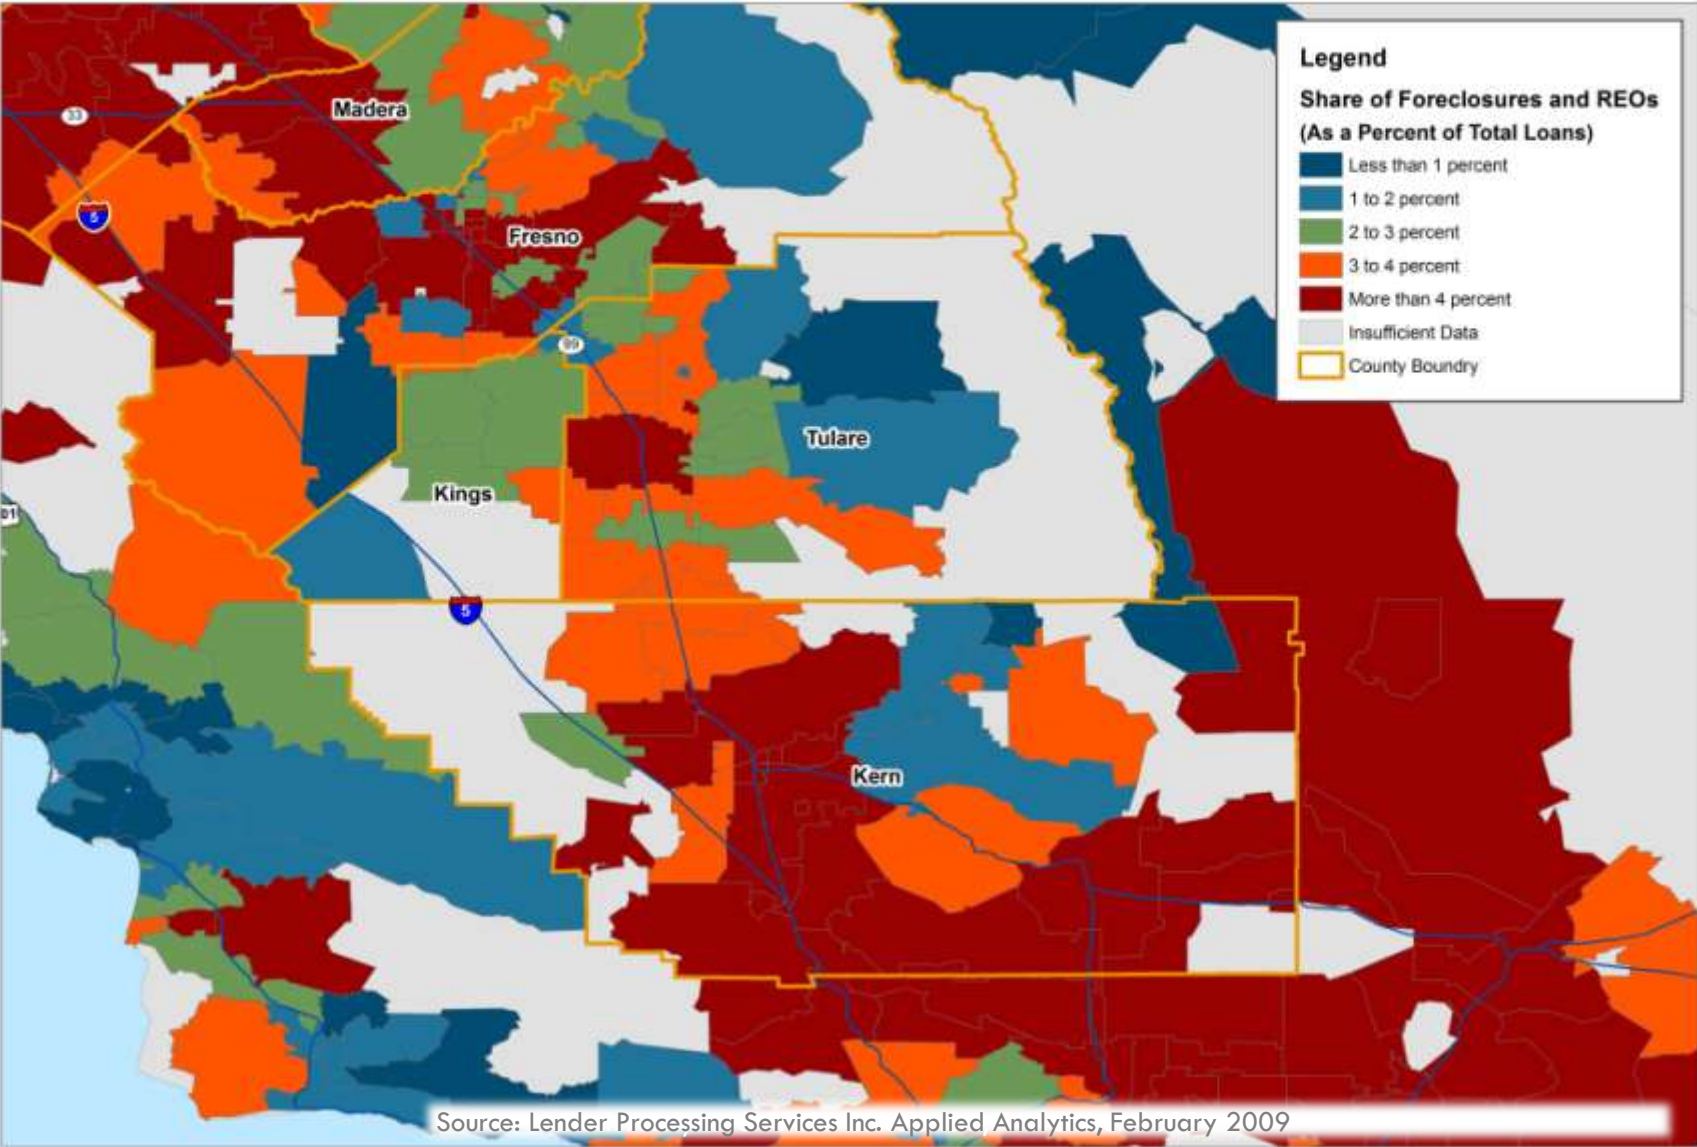 Legend
Share of Foreclosures and REOs
(As a Percent of Total Loans)
Less than 1 percent
1 to 2 percent
2 to 3 percent
3 to 4 percent
More than 4 percent
Insufficient Data
County Boundry
Madera
33
5
Fresno
99
Tulare
Kings
01
5
Kern
Source: Lender Processing Services Inc. Applied Analytics, February 2009